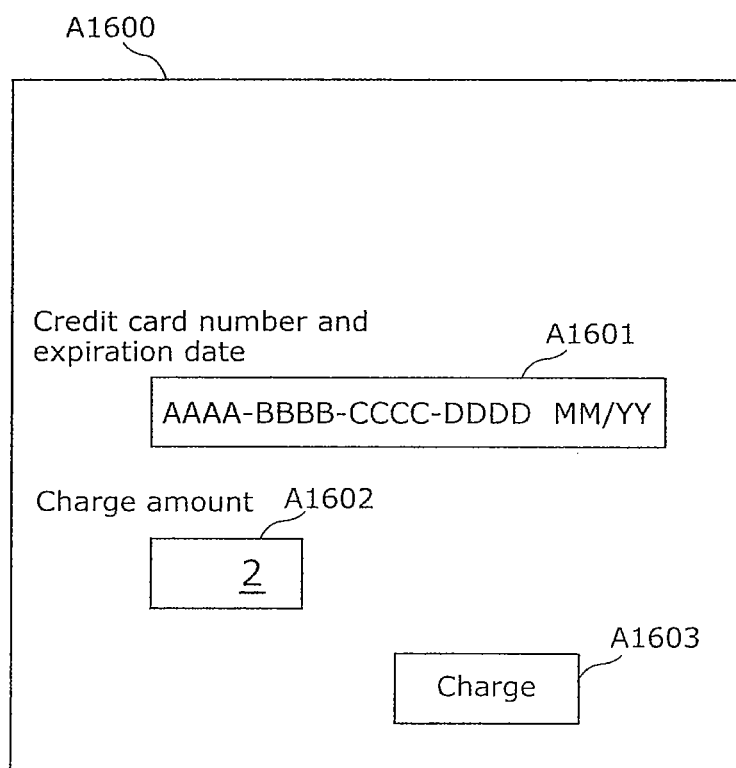 A1600
Credit card number and
expiration date
A1601
AAAA-BBBB-CCCC-DDDD MM/YY
Charge amount
A1602
2
A1603
Charge